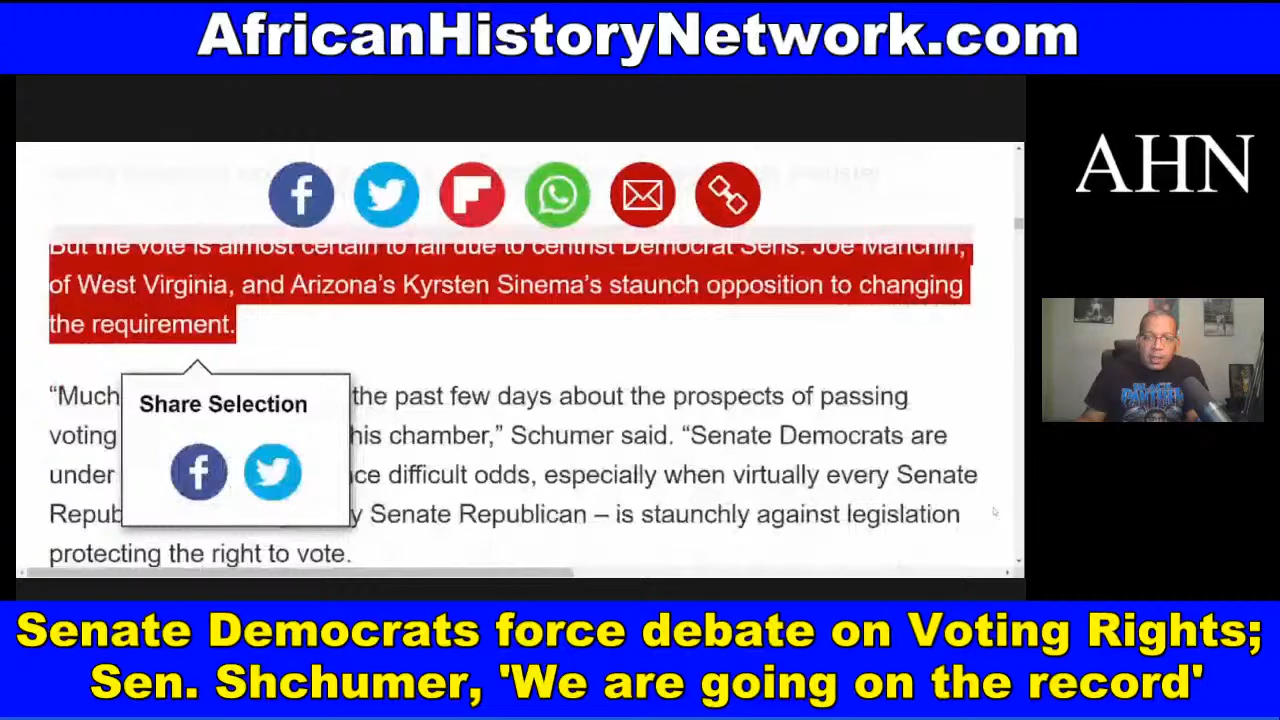 AfricanHistoryNetwork.com
AHN
But the vote is almost certain to fail due to centrist Democrat Sens. Joe Manchin,
of West Virginia, and Arizona’s Kyrsten Sinema’s staunch opposition to changing
the requirement.
Share Selection
“Much the past few days about the prospects of passing
voting his chamber,” Schumer said. “Senate Democrats are
under ce difficult odds, especially when virtually every Senate
Repub y Senate Republican – is staunchly against legislation
protecting the right to vote.
Senate Democrats force debate on Voting Rights;
Sen. Shchumer, 'We are going on the record'